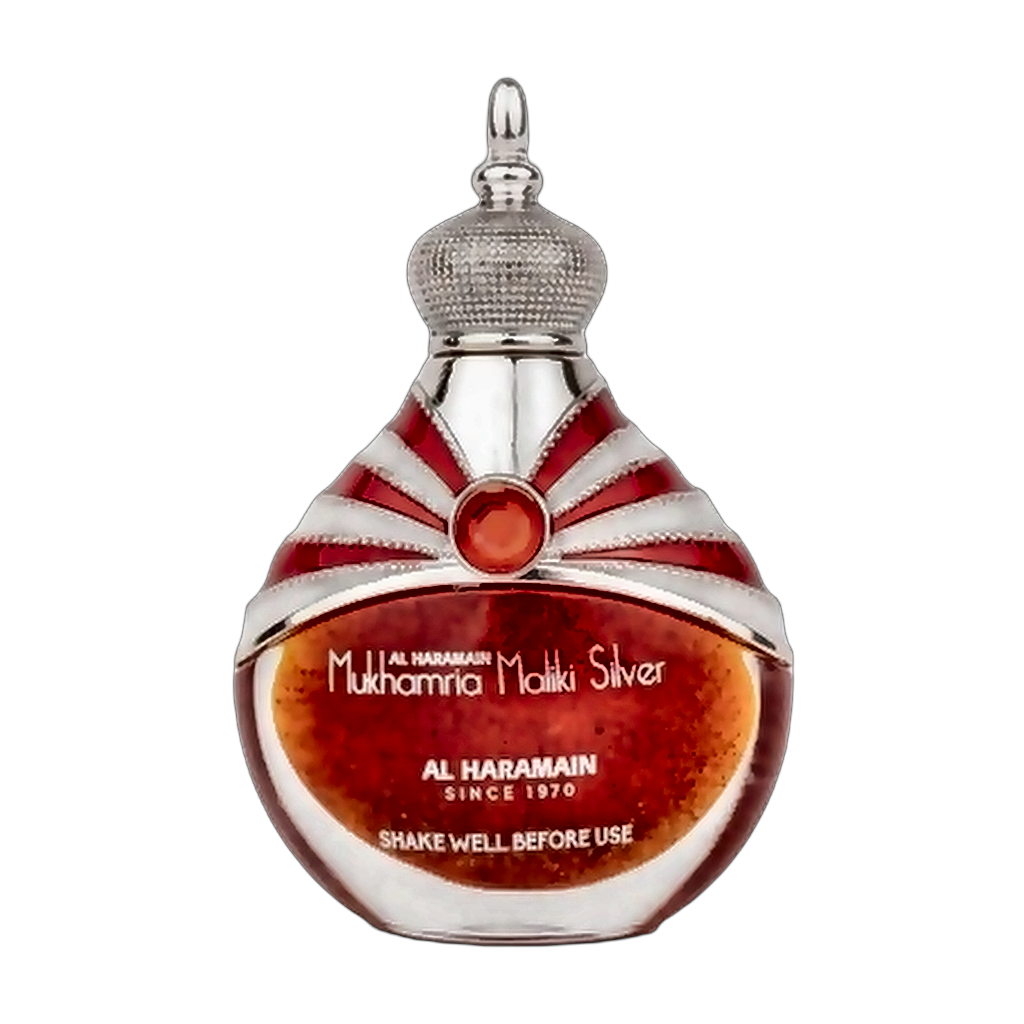 AL HARAMAIN
Mukhamria Maliki Silver
AL HARAMAIN
SINCE 1970
SHAKE WELL BEFORE USE